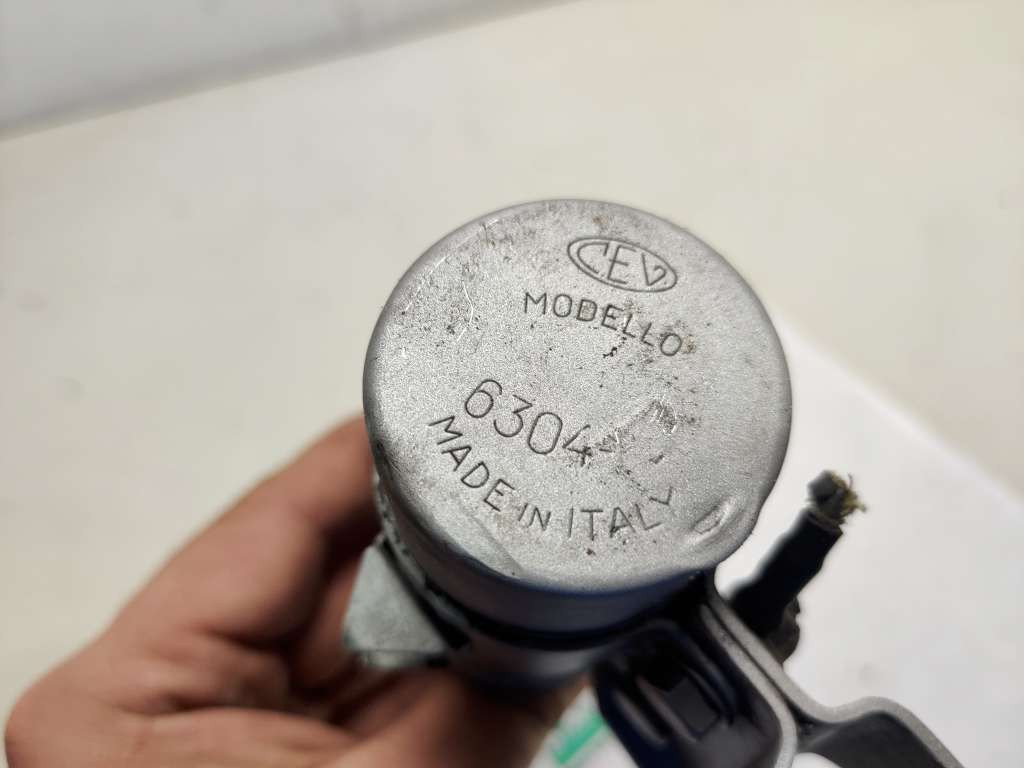 CEV
MODELLO
6304
MADE IN ITALY